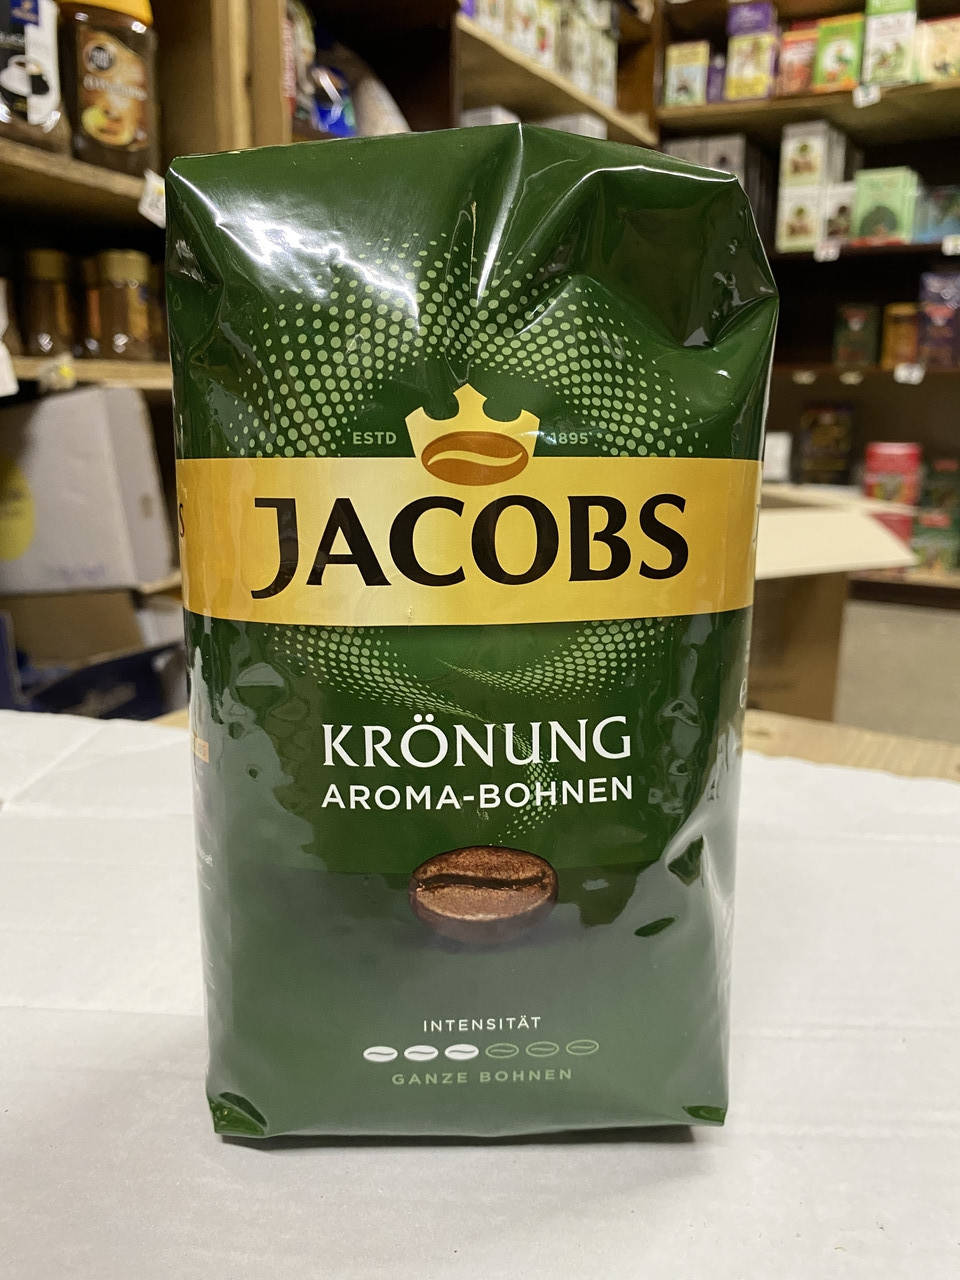 ESTD 1895
JACOBS
KRÖNUNG
AROMA-BOHNEN
INTENSITÄT
GANZE BOHNEN